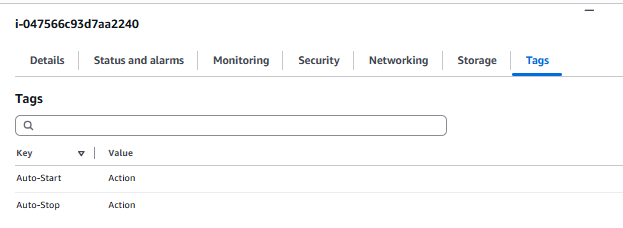 i-047566c93d7aa2240
Details Status and alarms Monitoring Security Networking Storage Tags
Tags
Key Value
Auto-Start Action
Auto-Stop Action